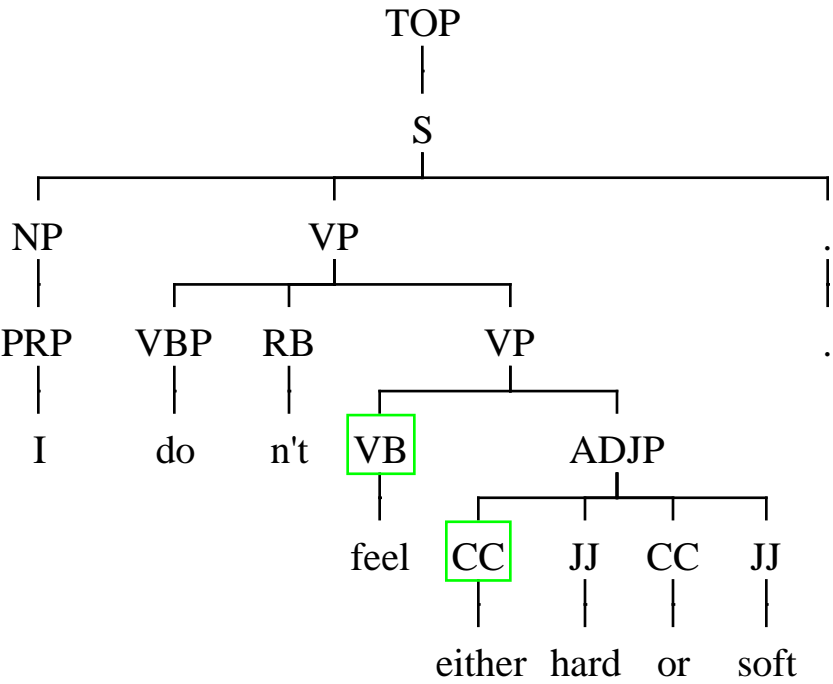 TOP
S
NP VP .
PRP VBP RB VP .
I do n't VB ADJP
feel CC JJ CC JJ
either hard or soft